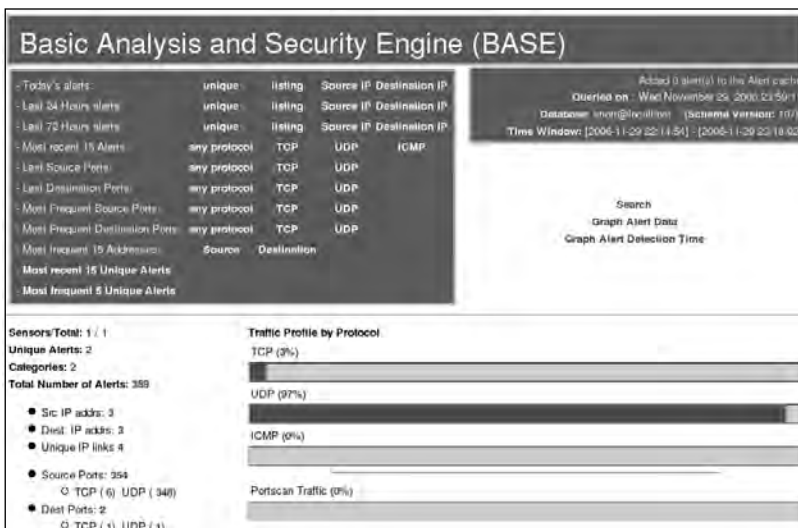 Basic Analysis and Security Engine (BASE)
- Today's alerts: unique listing Source IP Destination IP
- Last 24 Hours alerts: unique listing Source IP Destination IP
- Last 72 Hours alerts: unique listing Source IP Destination IP
- Most recent 15 Alerts: any protocol TCP UDP ICMP
- Last Source Ports: any protocol TCP UDP
- Last Destination Ports: any protocol TCP UDP
- Most Frequent Source Ports: any protocol TCP UDP
- Most Frequent Destination Ports: any protocol TCP UDP
- Most frequent 15 Addresses: Source Destination
- Most recent 15 Unique Alerts
- Most frequent 5 Unique Alerts
Added 0 alert(s) to the Alert cache
Queried on : Wed November 29, 2006
Database: (Schema Version: 107)
Time Window: [2006-11-29 22:14:54] - [2006-11-29
Search
Graph Alert Data
Graph Alert Detection Time
Sensors/Total: 1 / 1
Unique Alerts: 2
Categories: 2
Total Number of Alerts:
Src IP addrs: 3
Dest. IP addrs: 3
Unique IP links 4
Source Ports: 354
TCP ( 6) UDP ( 348)
Dest Ports: 2
TCP ( 1) UDP ( 1)
Traffic Profile by Protocol
TCP (3%)
UDP (97%)
ICMP (0%)
Portscan Traffic (0%)